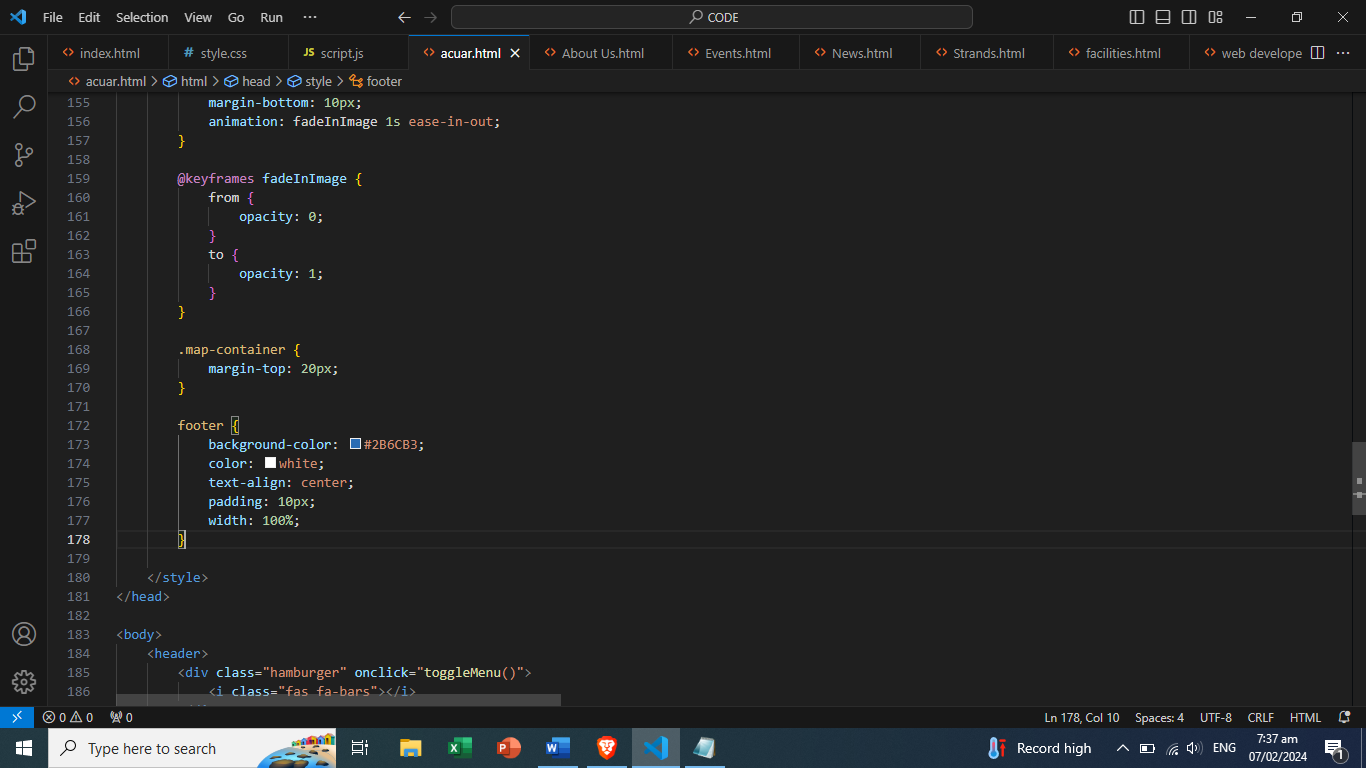 File Edit Selection View Go Run ··· CODE
index.html # style.css JS script.js acuar.html About Us.html Events.html News.html Strands.html facilities.html web develope ···
acuar.html > html > head > style > footer
155 margin-bottom: 10px;
156 animation: fadeInImage 1s ease-in-out;
157 }
158
159 @keyframes fadeInImage {
160 from {
161 opacity: 0;
162 }
163 to {
164 opacity: 1;
165 }
166 }
167
168 .map-container {
169 margin-top: 20px;
170 }
171
172 footer {
173 background-color: #2B6CB3;
174 color: white;
175 text-align: center;
176 padding: 10px;
177 width: 100%;
178 }
179
180 </style>
181 </head>
182
183 <body>
184 <header>
185 <div class="hamburger" onclick="toggleMenu()">
186 <i class="fas fa-bars"></i>
0 0 0 Ln 178, Col 10 Spaces: 4 UTF-8 CRLF HTML
Type here to search Record high ENG 7:37 am
07/02/2024 1